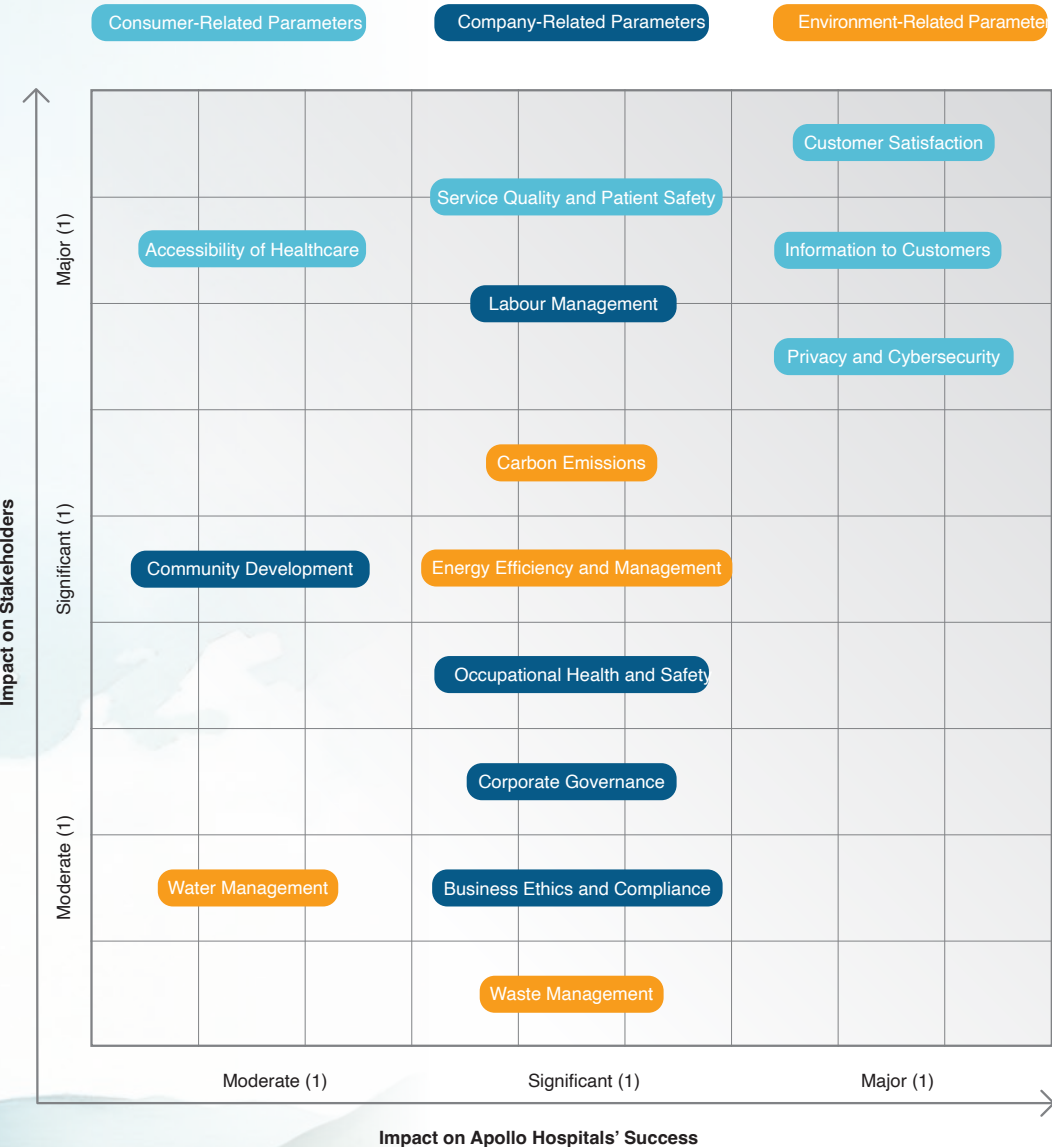 Consumer-Related Parameters
Company-Related Parameters
Environment-Related Parameter
Customer Satisfaction
Service Quality and Patient Safety
Accessibility of Healthcare
Information to Customers
Labour Management
Privacy and Cybersecurity
Carbon Emissions
Community Development
Energy Efficiency and Management
Occupational Health and Safety
Corporate Governance
Water Management
Business Ethics and Compliance
Waste Management
Impact on Stakeholders
Major (1)
Significant (1)
Moderate (1)
Moderate (1)
Significant (1)
Major (1)
Impact on Apollo Hospitals’ Success